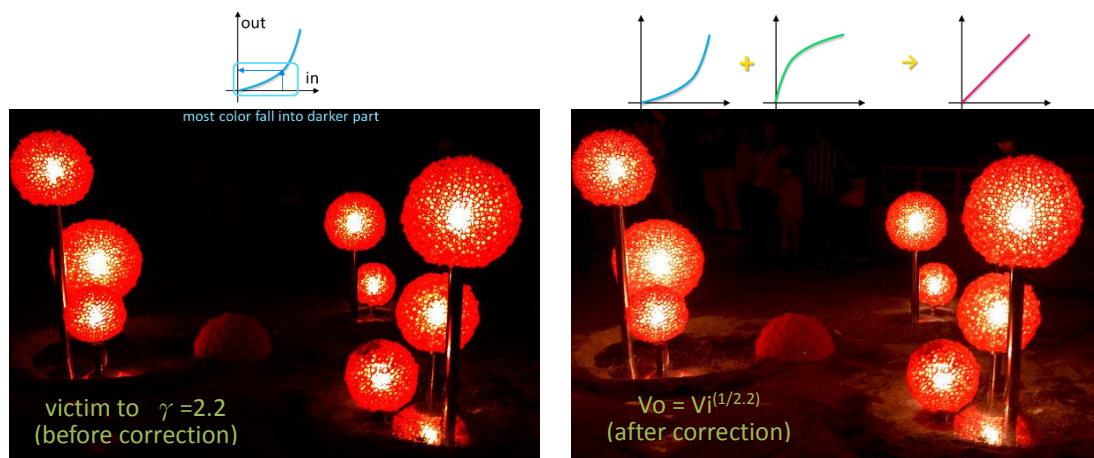 out
in
most color fall into darker part
victim to γ =2.2
(before correction)
+
→
Vo = Vi^(1/2.2)
(after correction)